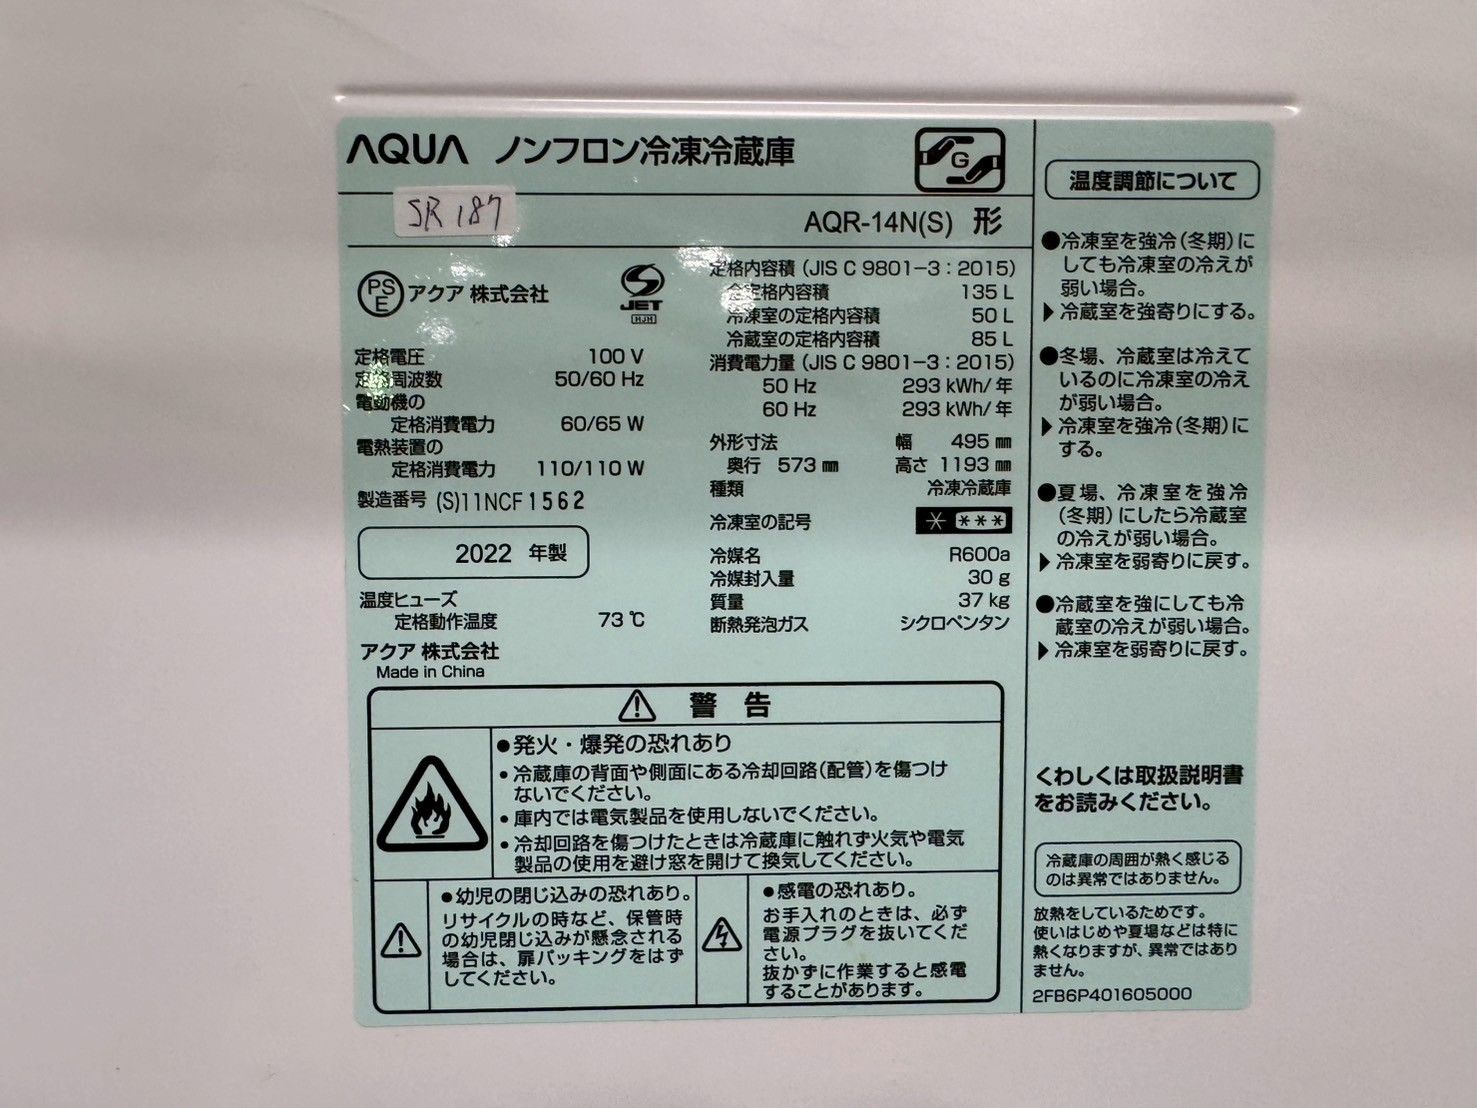 AQUA ノンフロン冷凍冷蔵庫
G
SR 187
AQR-14N(S) 形
PS
E
アクア 株式会社
S
JET
HJH
定格電圧 100 V
定格周波数 50/60 Hz
電動機の
定格消費電力 60/65 W
電熱装置の
定格消費電力 110/110 W
製造番号 (S)11NCF1562
2022 年製
温度ヒューズ
定格動作温度 73 ℃
アクア 株式会社
Made in China
定格内容積 (JIS C 9801-3:2015)
全定格内容積 135 L
冷凍室の定格内容積 50 L
冷蔵室の定格内容積 85 L
消費電力量 (JIS C 9801-3:2015)
50 Hz 293 kWh/年
60 Hz 293 kWh/年
外形寸法 幅 495 ㎜
奥行 573 ㎜ 高さ 1193 ㎜
種類 冷凍冷蔵庫
冷凍室の記号 * ***
冷媒名 R600a
冷媒封入量 30 g
質量 37 kg
断熱発泡ガス シクロペンタン
警告
●発火・爆発の恐れあり
・冷蔵庫の背面や側面にある冷却回路(配管)を傷つけ
ないでください。
・庫内では電気製品を使用しないでください。
・冷却回路を傷つけたときは冷蔵庫に触れず火気や電気
製品の使用を避け窓を開けて換気してください。
●幼児の閉じ込みの恐れあり。
リサイクルの時など、保管時
の幼児閉じ込みが懸念される
場合は、扉パッキングをはず
してください。
●感電の恐れあり。
お手入れのときは、必ず
電源プラグを抜いてくだ
さい。
抜かずに作業すると感電
することがあります。
温度調節について
●冷凍室を強冷(冬期)に
しても冷凍室の冷えが
弱い場合。
▶冷蔵室を強寄りにする。
●冬場、冷蔵室は冷えて
いるのに冷凍室の冷え
が弱い場合。
▶冷凍室を強冷(冬期)に
する。
●夏場、冷凍室を強冷
(冬期)にしたら冷蔵室
の冷えが弱い場合。
▶冷凍室を弱寄りに戻す。
●冷蔵室を強にしても冷
蔵室の冷えが弱い場合。
▶冷凍室を弱寄りに戻す。
くわしくは取扱説明書
をお読みください。
冷蔵庫の周囲が熱く感じる
のは異常ではありません。
放熱をしているためです。
使いはじめや夏場などは特に
熱くなりますが、異常ではあり
ません。
2FB6P401605000